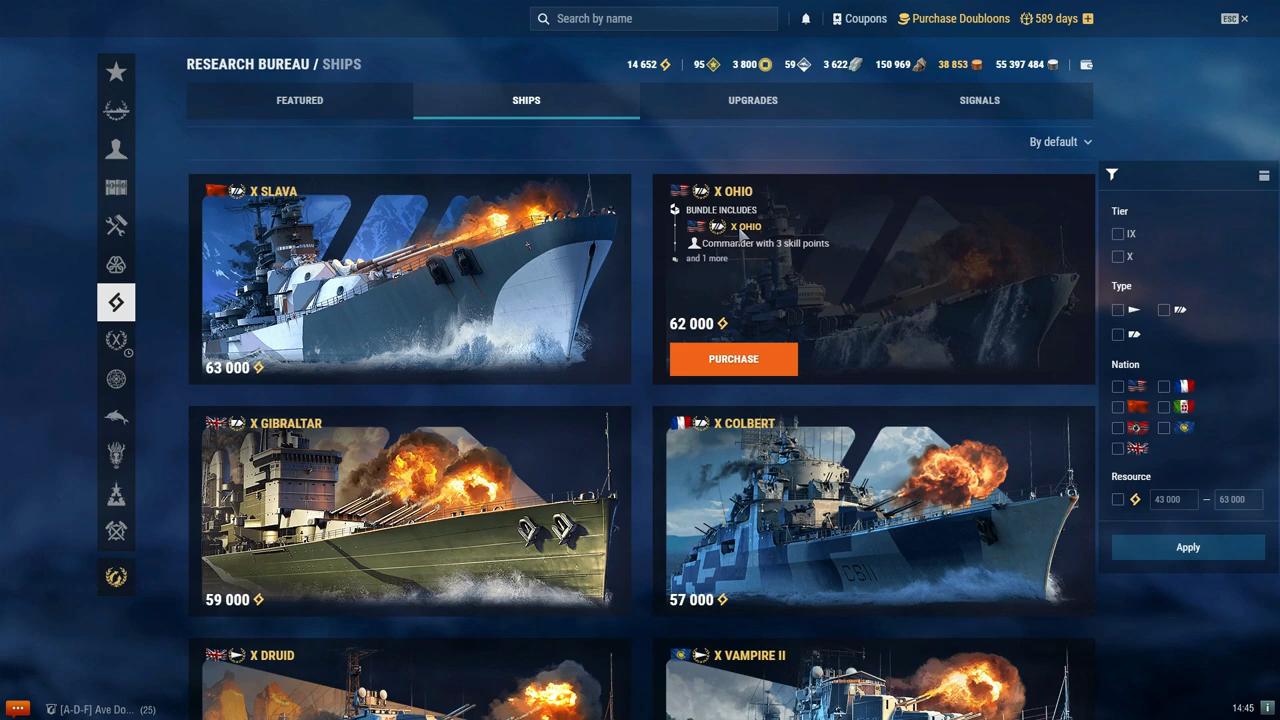 Search by name
Coupons
Purchase Doubloons
589 days
ESC
RESEARCH BUREAU / SHIPS
14 652
95
3 800
59
3 622
150 969
38 853
55 397 484
FEATURED
SHIPS
UPGRADES
SIGNALS
By default
X SLAVA
63 000
X OHIO
BUNDLE INCLUDES
X OHIO
Commander with 3 skill points
and 1 more
62 000
PURCHASE
X GIBRALTAR
59 000
X COLBERT
C611
57 000
X DRUID
X VAMPIRE II
Tier
IX
X
Type
Nation
Resource
43 000 — 63 000
Apply
[A-D-F] Ave Do... (25)
14:45